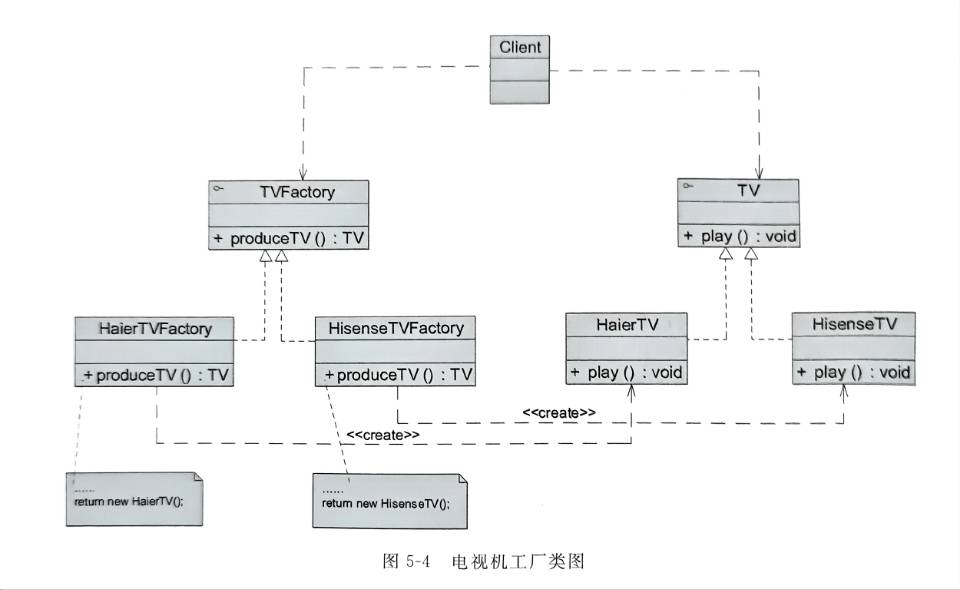 Client
TVFactory
+ produceTV () : TV
TV
+ play () : void
HaierTVFactory
+ produceTV () : TV
HisenseTVFactory
+ produceTV () : TV
HaierTV
+ play () : void
HisenseTV
+ play () : void
<<create>>
<<create>>
......
return new HaierTV();
......
return new HisenseTV();
图 5-4 电视机工厂类图